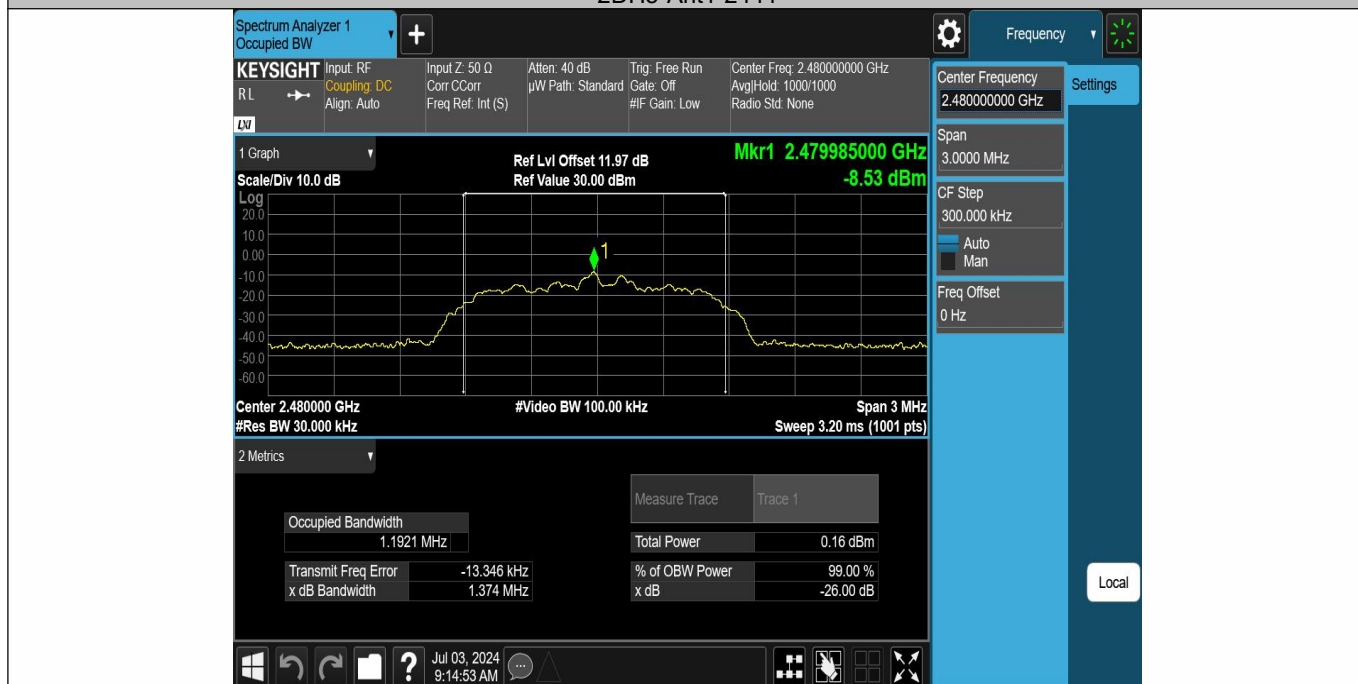 Spectrum Analyzer 1
Occupied BW
+
Frequency
KEYSIGHT
RL
LXI
Input: RF
Coupling: DC
Align: Auto
Input Z: 50 Ω
Corr CCorr
Freq Ref: Int (S)
Atten: 40 dB
µW Path: Standard
Trig: Free Run
Gate: Off
#IF Gain: Low
Center Freq: 2.480000000 GHz
Avg|Hold: 1000/1000
Radio Std: None
Center Frequency
2.480000000 GHz
Settings
Span
3.0000 MHz
CF Step
300.000 kHz
Auto
Man
Freq Offset
0 Hz
1 Graph
Scale/Div 10.0 dB
Ref Lvl Offset 11.97 dB
Ref Value 30.00 dBm
Mkr1 2.479985000 GHz
-8.53 dBm
Log
20.0
10.0
0.00
-10.0
-20.0
-30.0
-40.0
-50.0
-60.0
1
Center 2.480000 GHz
#Video BW 100.00 kHz
Span 3 MHz
#Res BW 30.000 kHz
Sweep 3.20 ms (1001 pts)
2 Metrics
Measure Trace Trace 1
Occupied Bandwidth
1.1921 MHz
Total Power 0.16 dBm
Transmit Freq Error -13.346 kHz
% of OBW Power 99.00 %
x dB Bandwidth 1.374 MHz
x dB -26.00 dB
Local
?
Jul 03, 2024
9:14:53 AM